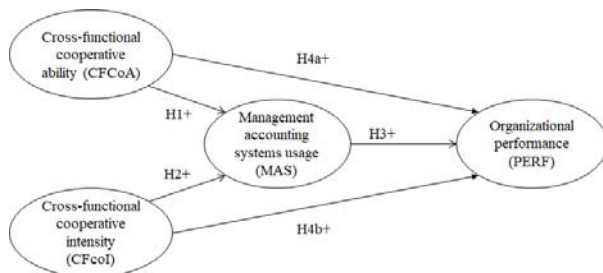 Cross-functional
cooperative
ability (CFCoA)
H4a+
H1+
Management
accounting
systems usage
(MAS)
H3+
Organizational
performance
(PERF)
H2+
Cross-functional
cooperative
intensity
(CFcoI)
H4b+